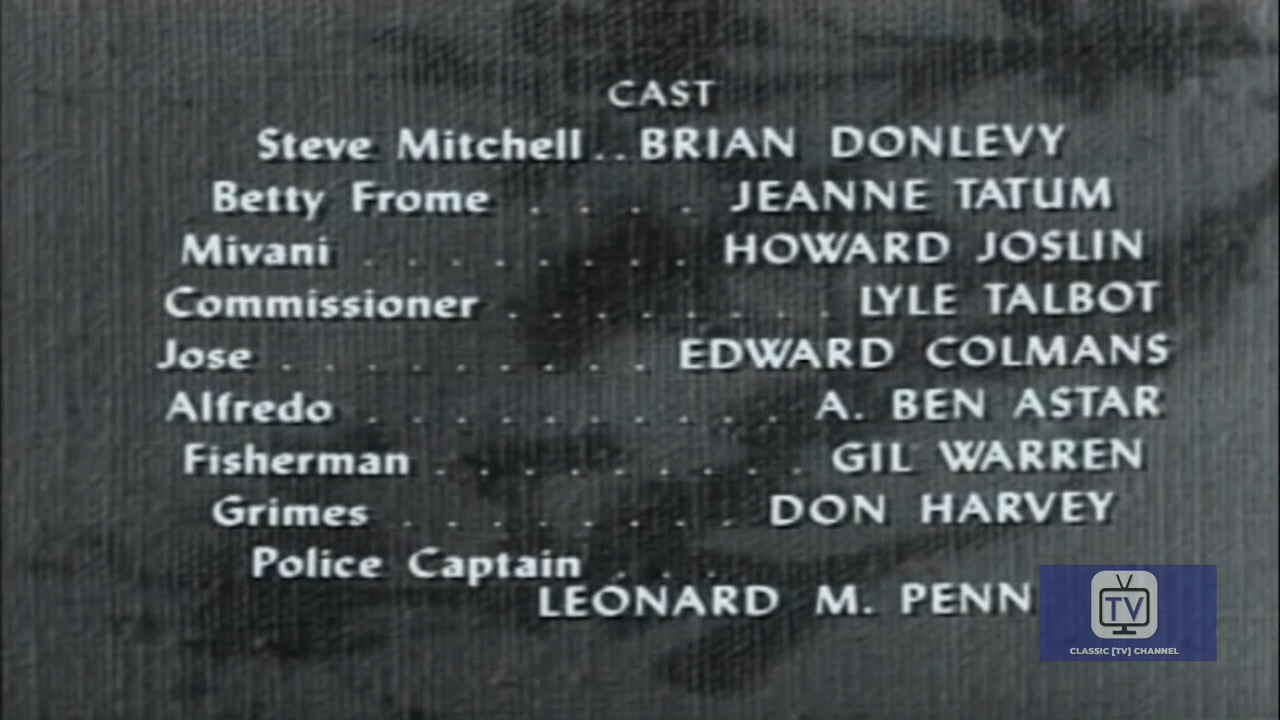 CAST
Steve Mitchell .. BRIAN DONLEVY
Betty Frome . . . . JEANNE TATUM
Mivani . . . . . . . . HOWARD JOSLIN
Commissioner . . . . . . . . LYLE TALBOT
Jose . . . . . . . . . EDWARD COLMANS
Alfredo . . . . . . . . . . A. BEN ASTAR
Fisherman . . . . . . . . . GIL WARREN
Grimes . . . . . . . . DON HARVEY
Police Captain . . .
LEONARD M. PENN
TV
CLASSIC [TV] CHANNEL